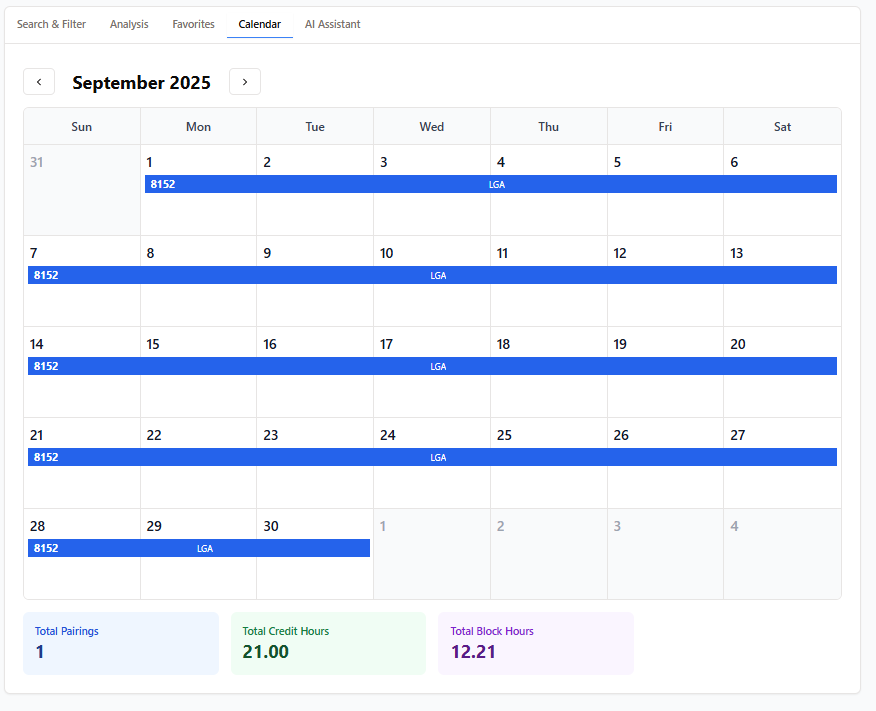 Search & Filter Analysis Favorites Calendar AI Assistant
‹ September 2025 ›
Sun Mon Tue Wed Thu Fri Sat
31 1 2 3 4 5 6
8152 LGA
7 8 9 10 11 12 13
8152 LGA
14 15 16 17 18 19 20
8152 LGA
21 22 23 24 25 26 27
8152 LGA
28 29 30 1 2 3 4
8152 LGA
Total Pairings Total Credit Hours Total Block Hours
1 21.00 12.21